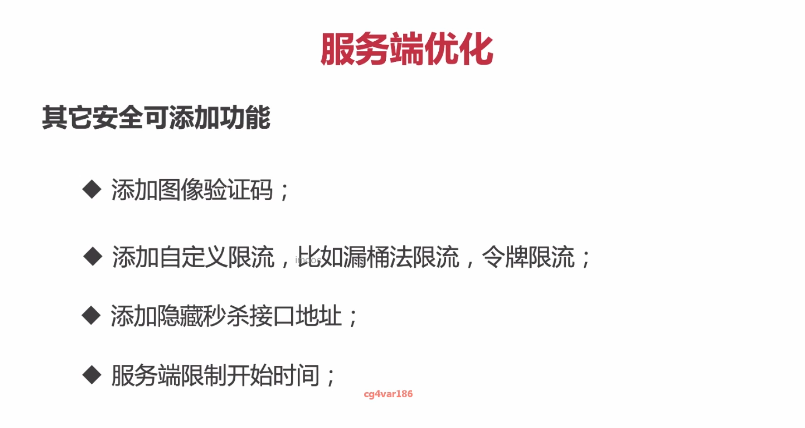 服务端优化
其它安全可添加功能
◆ 添加图像验证码；
◆ 添加自定义限流，比如漏桶法限流，令牌限流；
◆ 添加隐藏秒杀接口地址；
◆ 服务端限制开始时间；
cg4var186